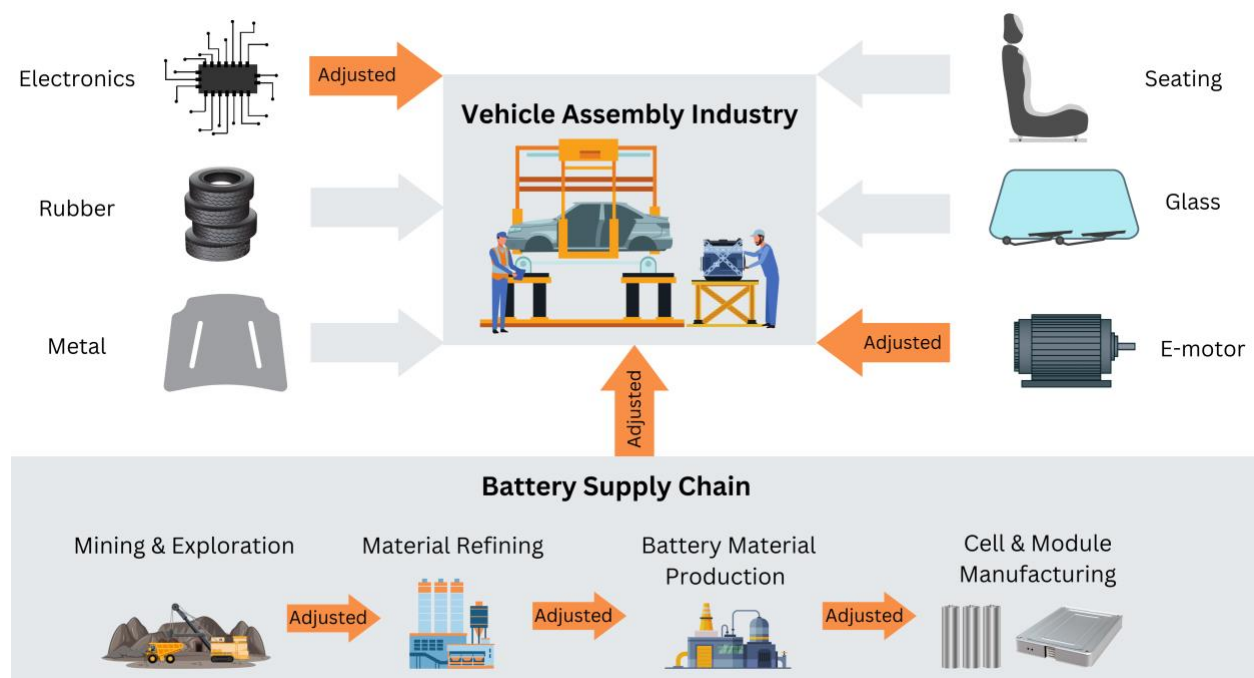 Electronics
Adjusted
Vehicle Assembly Industry
Seating
Rubber
Glass
Metal
Adjusted
E-motor
Adjusted
Battery Supply Chain
Mining & Exploration
Adjusted
Material Refining
Adjusted
Battery Material
Production
Adjusted
Cell & Module
Manufacturing